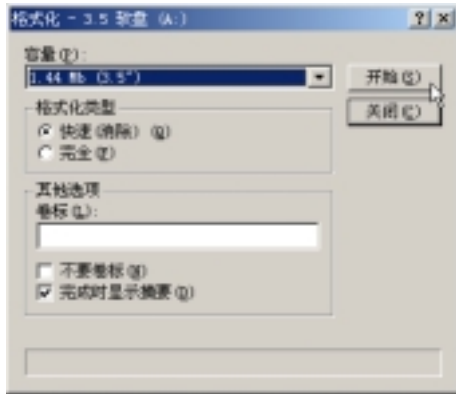 格式化 - 3.5 软盘 (A:)
容量(P):
1.44 Mb (3.5")
开始(S)
关闭(C)
格式化类型
快速(消除) (Q)
完全(F)
其他选项
卷标(L):
不要卷标(N)
完成时显示摘要(D)